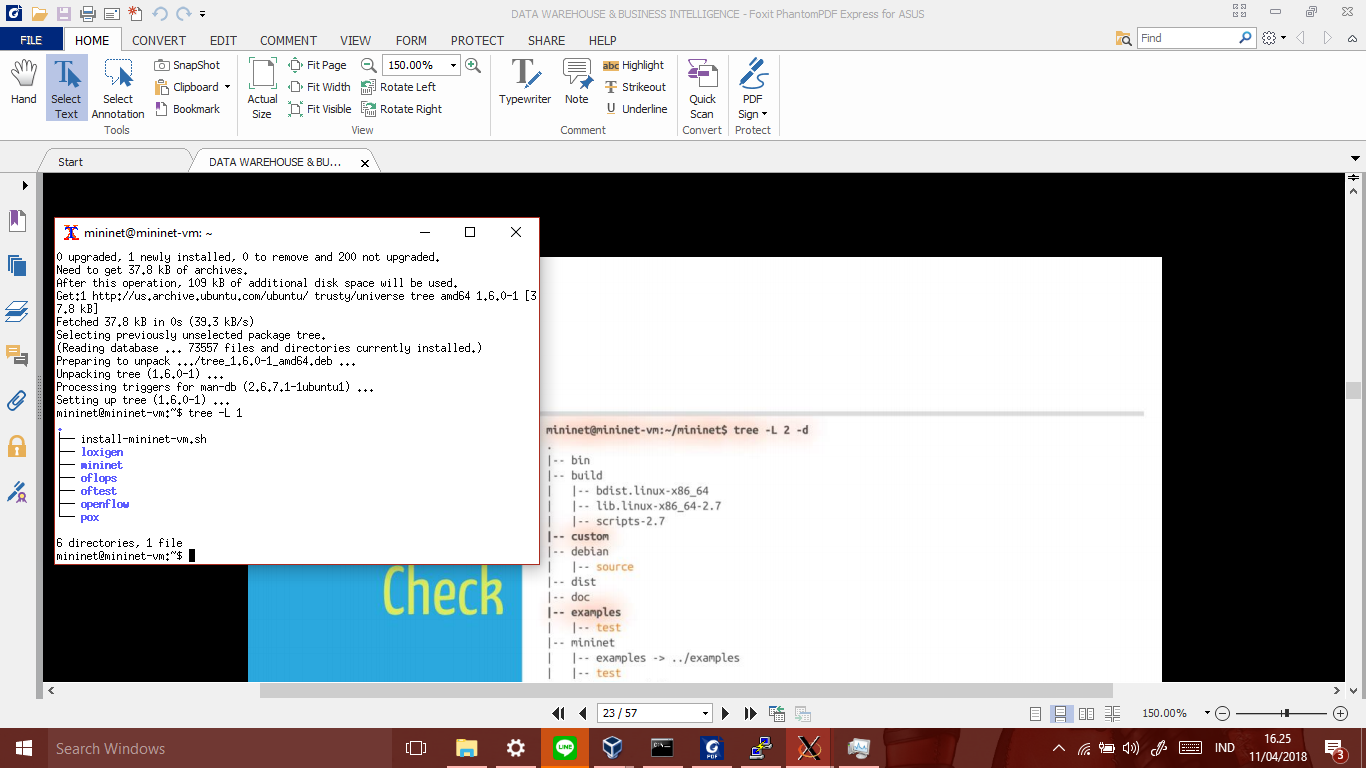 DATA WAREHOUSE & BUSINESS INTELLIGENCE - Foxit PhantomPDF Express for ASUS
FILE HOME CONVERT EDIT COMMENT VIEW FORM PROTECT SHARE HELP
Find
Hand
Select Text
Select Annotation
SnapShot
Clipboard
Bookmark
Tools
Actual Size
Fit Page
Fit Width
Fit Visible
150.00%
Rotate Left
Rotate Right
View
Typewriter
Note
abc Highlight
abc Strikeout
U Underline
Comment
Quick Scan
Convert
PDF Sign
Protect
Start
DATA WAREHOUSE & BU...
mininet@mininet-vm: ~
0 upgraded, 1 newly installed, 0 to remove and 200 not upgraded.
Need to get 37.8 kB of archives.
After this operation, 109 kB of additional disk space will be used.
Get:1 http://us.archive.ubuntu.com/ubuntu/ trusty/universe tree amd64 1.6.0-1 [3
7.8 kB]
Fetched 37.8 kB in 0s (39.3 kB/s)
Selecting previously unselected package tree.
(Reading database ... 73557 files and directories currently installed.)
Preparing to unpack .../tree_1.6.0-1_amd64.deb ...
Unpacking tree (1.6.0-1) ...
Processing triggers for man-db (2.6.7.1-1ubuntu1) ...
Setting up tree (1.6.0-1) ...
mininet@mininet-vm:~$ tree -L 1
.
├── install-mininet-vm.sh
├── loxigen
├── mininet
├── oflops
├── oftest
├── openflow
└── pox
6 directories, 1 file
mininet@mininet-vm:~$
Check
mininet@mininet-vm:~/mininet$ tree -L 2 -d
.
|-- bin
|-- build
|   |-- bdist.linux-x86_64
|   |-- lib.linux-x86_64-2.7
|   |-- scripts-2.7
|-- custom
|-- debian
|   |-- source
|-- dist
|-- doc
|-- examples
|   |-- test
|-- mininet
|   |-- examples -> ../examples
|   |-- test
23 / 57
150.00%
Search Windows
LINE
PDF
IND
16.25
11/04/2018
3